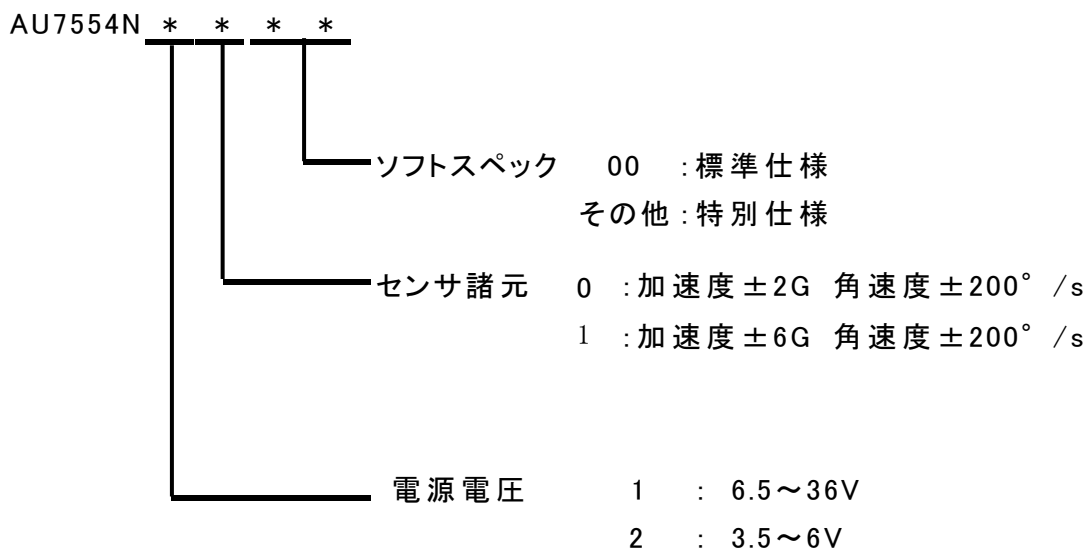 AU7554N * * * *
ソフトスペック 00 :標準仕様
その他:特別仕様
センサ諸元 0 :加速度±2G 角速度±200°/s
1 :加速度±6G 角速度±200°/s
電源電圧 1 : 6.5～36V
2 : 3.5～6V